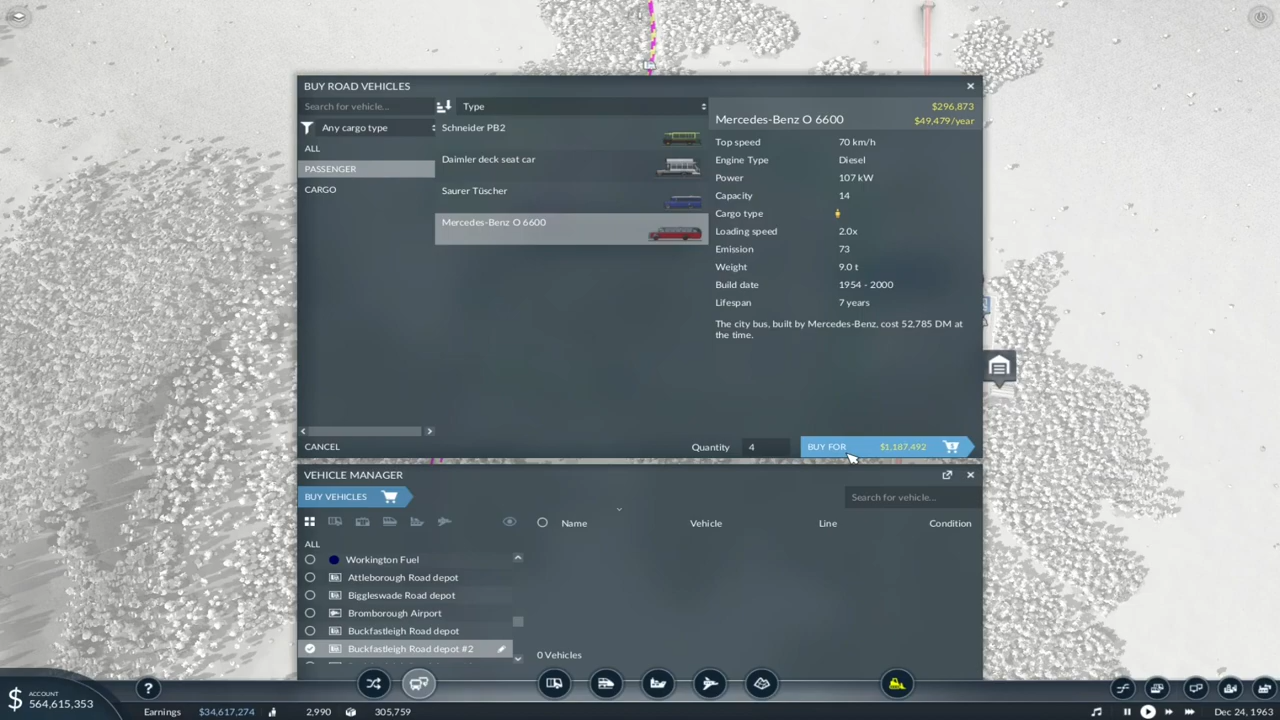 BUY ROAD VEHICLES
Search for vehicle...
Type
Any cargo type
ALL
PASSENGER
CARGO
Schneider PB2
Daimler deck seat car
Saurer Tüscher
Mercedes-Benz O 6600
$296,873
Mercedes-Benz O 6600
$49,479/year
Top speed 70 km/h
Engine Type Diesel
Power 107 kW
Capacity 14
Cargo type
Loading speed 2.0x
Emission 73
Weight 9.0 t
Build date 1954 - 2000
Lifespan 7 years
The city bus, built by Mercedes-Benz, cost 52,785 DM at
the time.
CANCEL
Quantity 4
BUY FOR $1,187,492
VEHICLE MANAGER
BUY VEHICLES
Search for vehicle...
Name Vehicle Line Condition
ALL
Workington Fuel
Attleborough Road depot
Biggleswade Road depot
Bromborough Airport
Buckfastleigh Road depot
Buckfastleigh Road depot #2
0 Vehicles
$ ACCOUNT
564,615,353
?
Earnings $34,617,274 2,990 305,759 Dec 24, 1963